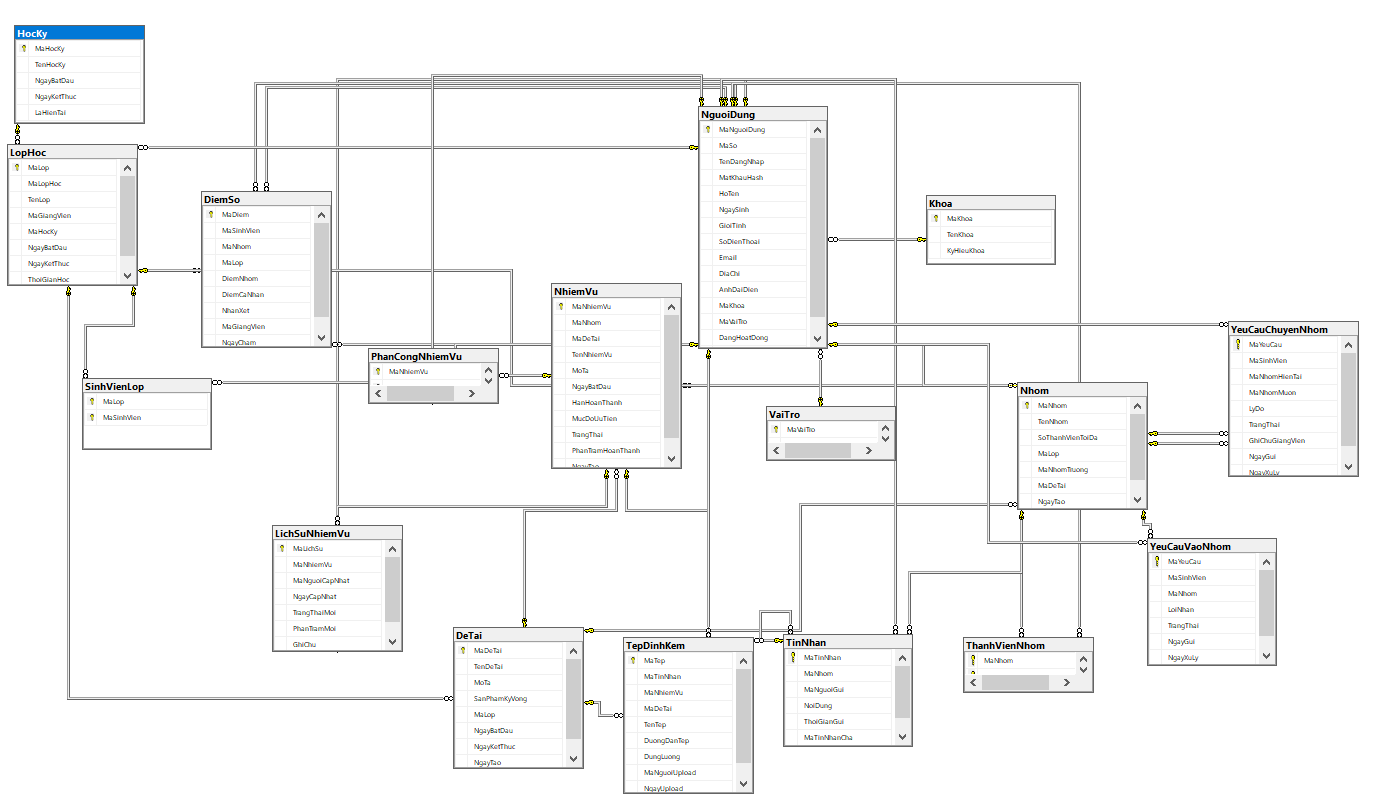 HocKy
MaHocKy
TenHocKy
NgayBatDau
NgayKetThuc
LaHienTai
LopHoc
MaLop
MaLopHoc
TenLop
MaGiangVien
MaHocKy
NgayBatDau
NgayKetThuc
ThoiGianHoc
DiemSo
MaDiem
MaSinhVien
MaNhom
MaLop
DiemNhom
DiemCaNhan
NhanXet
MaGiangVien
NgayCham
NguoiDung
MaNguoiDung
MaSo
TenDangNhap
MatKhauHash
HoTen
NgaySinh
GioiTinh
SoDienThoai
Email
DiaChi
AnhDaiDien
MaKhoa
MaVaiTro
DangHoatDong
Khoa
MaKhoa
TenKhoa
KyHieuKhoa
NhiemVu
MaNhiemVu
MaNhom
MaDeTai
TenNhiemVu
MoTa
NgayBatDau
HanHoanThanh
MucDoUuTien
TrangThai
PhanTramHoanThanh
NgayTao
PhanCongNhiemVu
MaNhiemVu
SinhVienLop
MaLop
MaSinhVien
VaiTro
MaVaiTro
YeuCauChuyenNhom
MaYeuCau
MaSinhVien
MaNhomHienTai
MaNhomMuon
LyDo
TrangThai
GhiChuGiangVien
NgayGui
NgayXuLy
Nhom
MaNhom
TenNhom
SoThanhVienToiDa
MaLop
MaNhomTruong
MaDeTai
NgayTao
LichSuNhiemVu
MaLichSu
MaNhiemVu
MaNguoiCapNhat
NgayCapNhat
TrangThaiMoi
PhanTramMoi
GhiChu
YeuCauVaoNhom
MaYeuCau
MaSinhVien
MaNhom
LoiNhan
TrangThai
NgayGui
NgayXuLy
DeTai
MaDeTai
TenDeTai
MoTa
SanPhamKyVong
MaLop
NgayBatDau
NgayKetThuc
NgayTao
TepDinhKem
MaTep
MaTinNhan
MaNhiemVu
MaDeTai
TenTep
DuongDanTep
DungLuong
MaNguoiUpload
NgayUpload
TinNhan
MaTinNhan
MaNhom
MaNguoiGui
NoiDung
ThoiGianGui
MaTinNhanCha
ThanhVienNhom
MaNhom